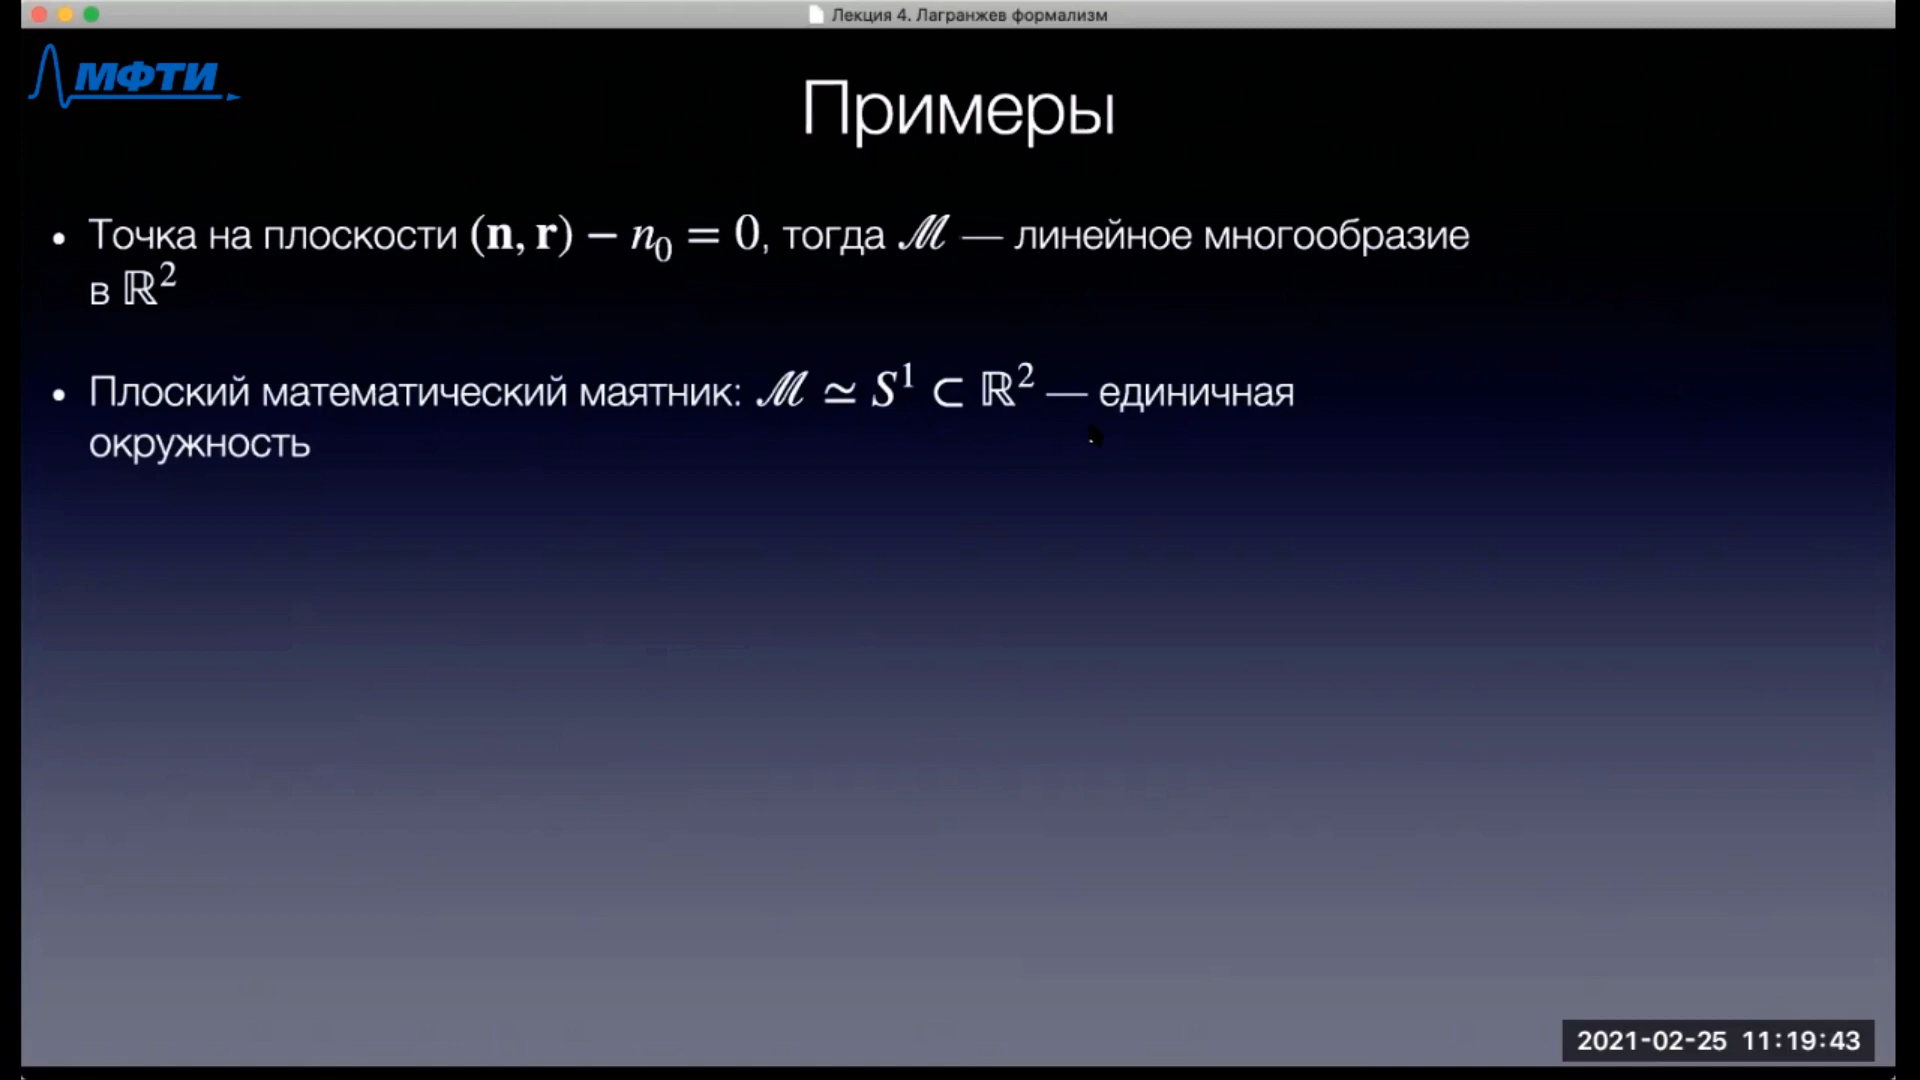 Лекция 4. Лагранжев формализм
МФТИ
Примеры
• Точка на плоскости (n, r) − n₀ = 0, тогда ℳ — линейное многообразие
в ℝ²
• Плоский математический маятник: ℳ ≃ S¹ ⊂ ℝ² — единичная
окружность
2021-02-25 11:19:43